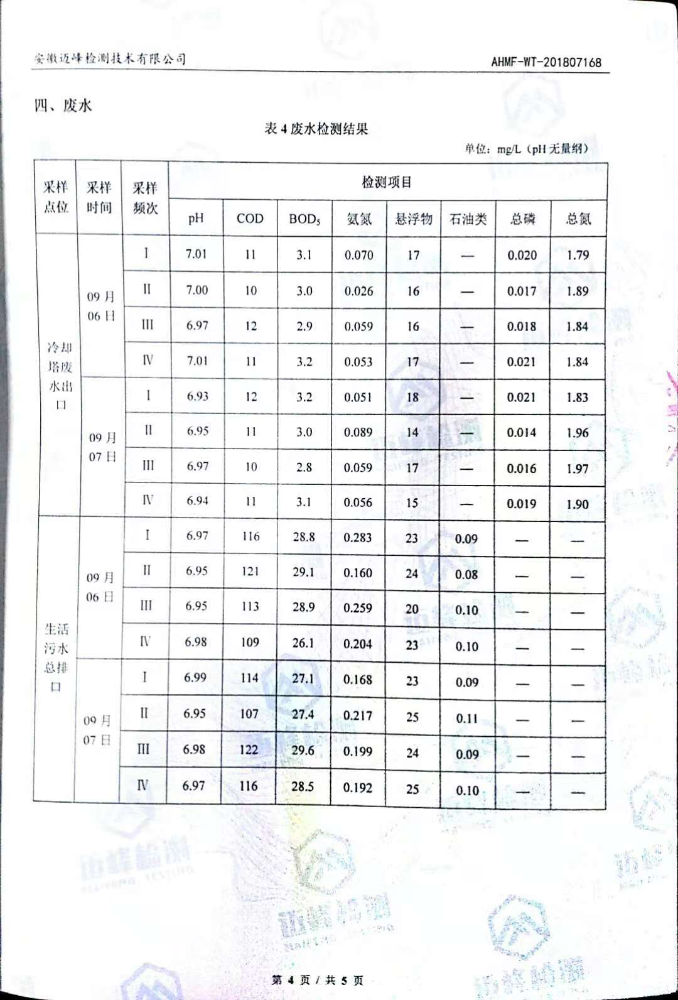 安徽迈峰检测技术有限公司 AHMF-WT-201807168
四、废水
表 4 废水检测结果
单位：mg/L（pH 无量纲）
采样点位 采样时间 采样频次 检测项目
pH COD BOD₅ 氨氮 悬浮物 石油类 总磷 总氮
冷却塔废水出口 09 月 06 日 I 7.01 11 3.1 0.070 17 — 0.020 1.79
II 7.00 10 3.0 0.026 16 — 0.017 1.89
III 6.97 12 2.9 0.059 16 — 0.018 1.84
IV 7.01 11 3.2 0.053 17 — 0.021 1.84
09 月 07 日 I 6.93 12 3.2 0.051 18 — 0.021 1.83
II 6.95 11 3.0 0.089 14 — 0.014 1.96
III 6.97 10 2.8 0.059 17 — 0.016 1.97
IV 6.94 11 3.1 0.056 15 — 0.019 1.90
生活污水总排口 09 月 06 日 I 6.97 116 28.8 0.283 23 0.09 — —
II 6.95 121 29.1 0.160 24 0.08 — —
III 6.95 113 28.9 0.259 20 0.10 — —
IV 6.98 109 26.1 0.204 23 0.10 — —
09 月 07 日 I 6.99 114 27.1 0.168 23 0.09 — —
II 6.95 107 27.4 0.217 25 0.11 — —
III 6.98 122 29.6 0.199 24 0.09 — —
IV 6.97 116 28.5 0.192 25 0.10 — —
第 4 页 / 共 5 页